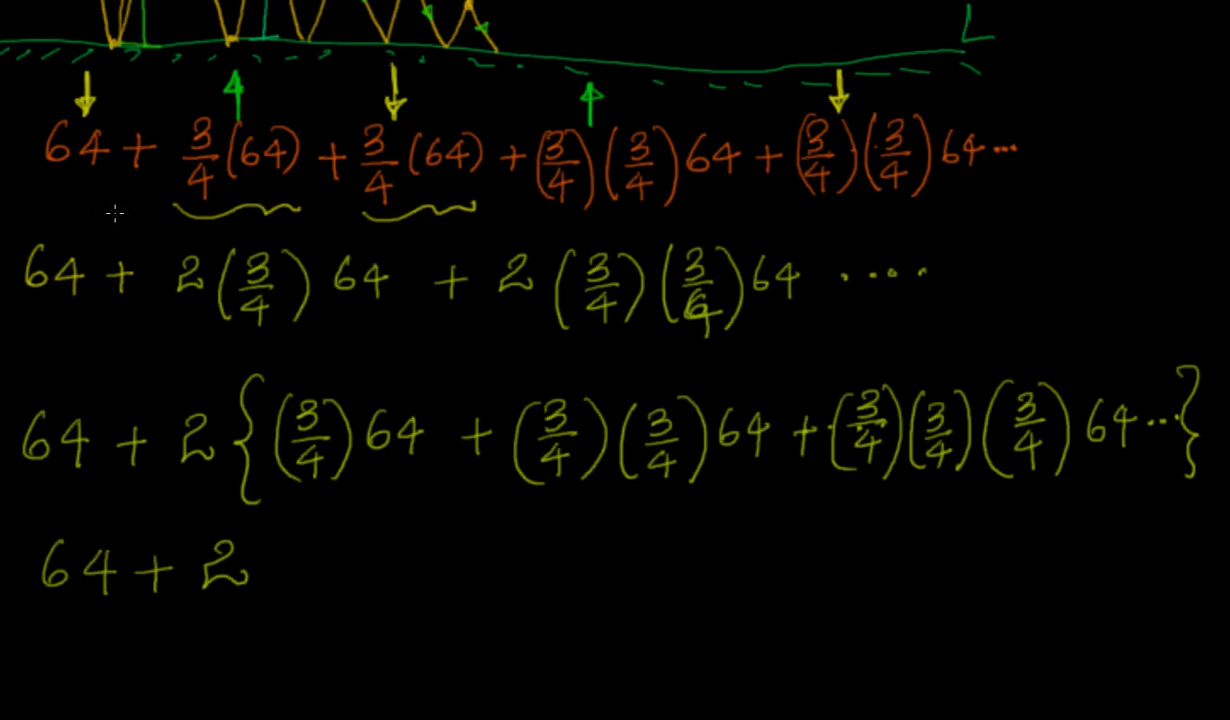 64 + 3/4 (64) + 3/4 (64) + (3/4)(3/4) 64 + (3/4)(3/4) 64 ...
64 + 2 (3/4) 64 + 2 (3/4)(3/4) 64 ....
64 + 2 { (3/4) 64 + (3/4)(3/4) 64 + (3/4)(3/4)(3/4) 64 ... }
64 + 2